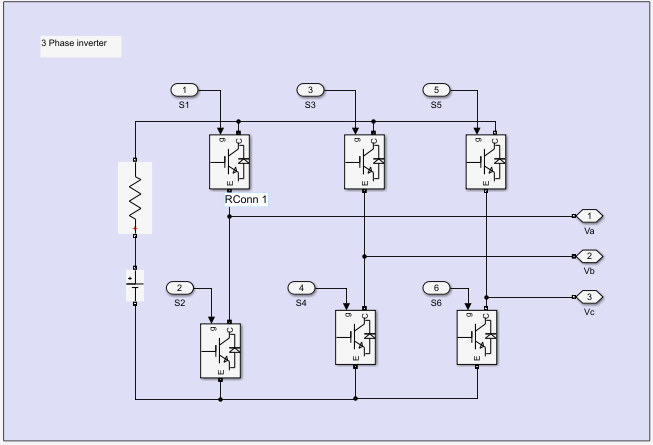 3 Phase inverter
1
S1
3
S3
5
S5
g
C
E
g
C
E
g
C
E
RConn 1
1
Va
2
Vb
3
Vc
+
+
2
S2
4
S4
6
S6
g
C
E
g
C
E
g
C
E